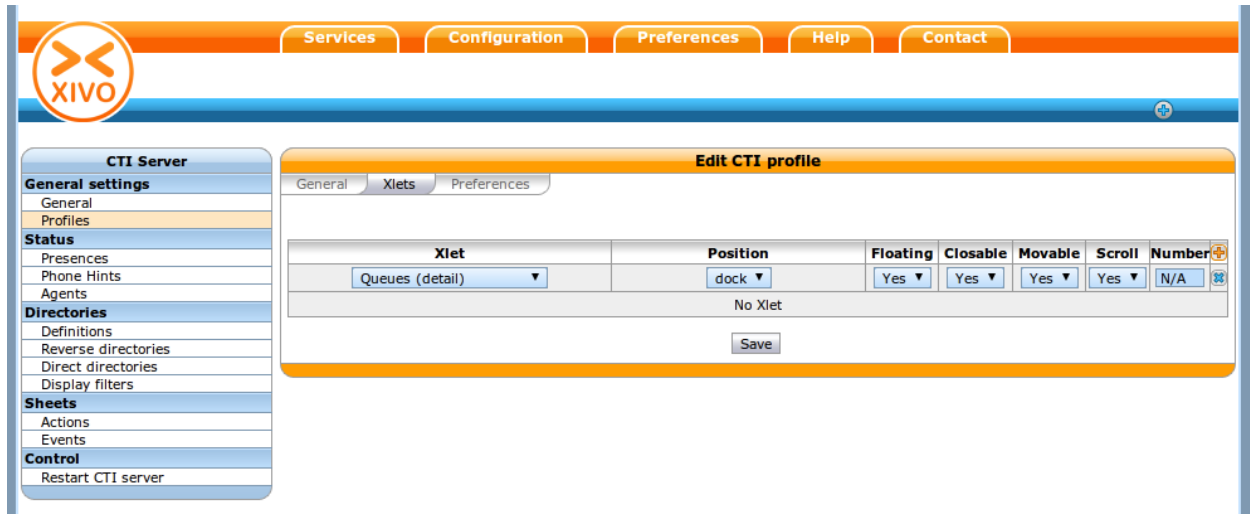 Services Configuration Preferences Help Contact
XIVO
CTI Server
General settings
General
Profiles
Status
Presences
Phone Hints
Agents
Directories
Definitions
Reverse directories
Direct directories
Display filters
Sheets
Actions
Events
Control
Restart CTI server
Edit CTI profile
General Xlets Preferences
Xlet Position Floating Closable Movable Scroll Number
Queues (detail) dock Yes Yes Yes Yes N/A
No Xlet
Save